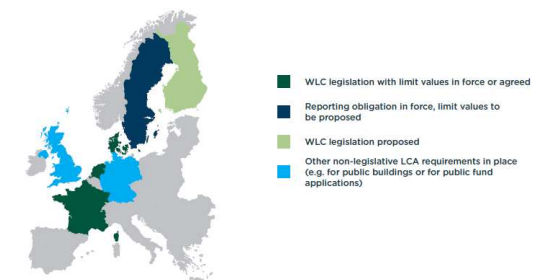 WLC legislation with limit values in force or agreed
Reporting obligation in force, limit values to
be proposed
WLC legislation proposed
Other non-legislative LCA requirements in place
(e.g. for public buildings or for public fund
applications)